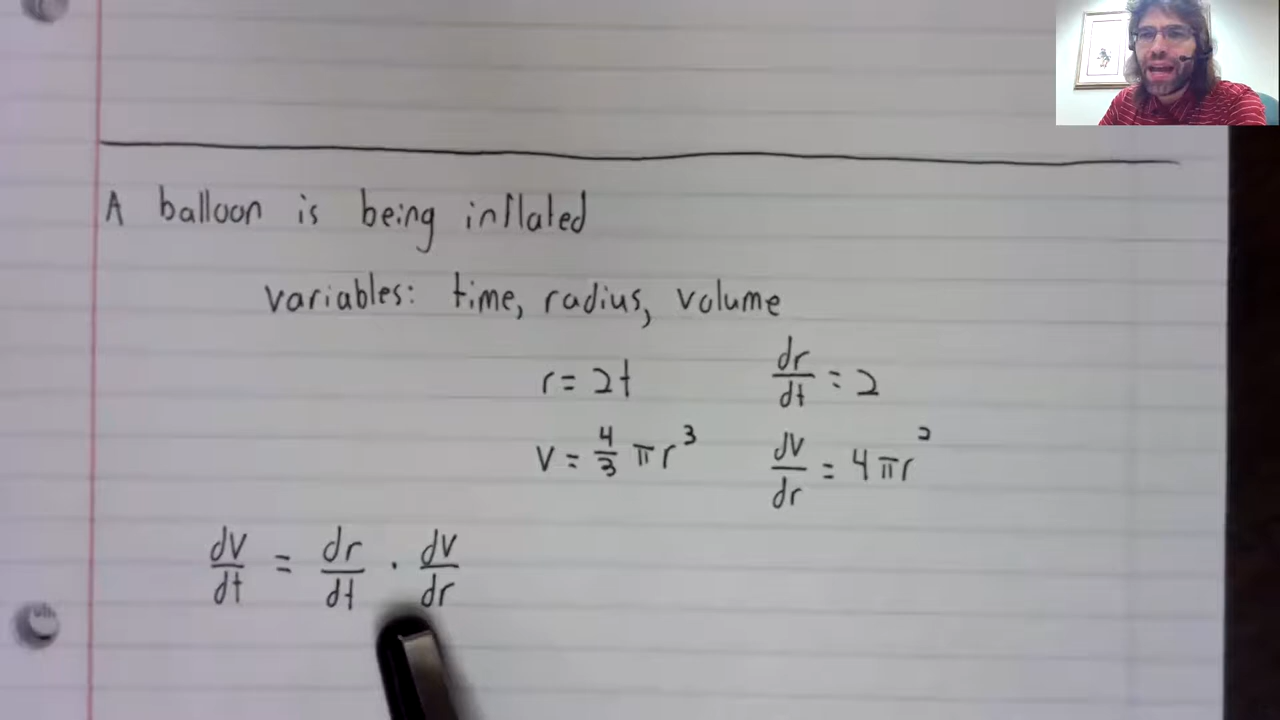 A balloon is being inflated
variables: time, radius, volume
r = 2t    dr/dt = 2
V = 4/3 πr³    dV/dr = 4πr²
dV/dt = dr/dt · dV/dr